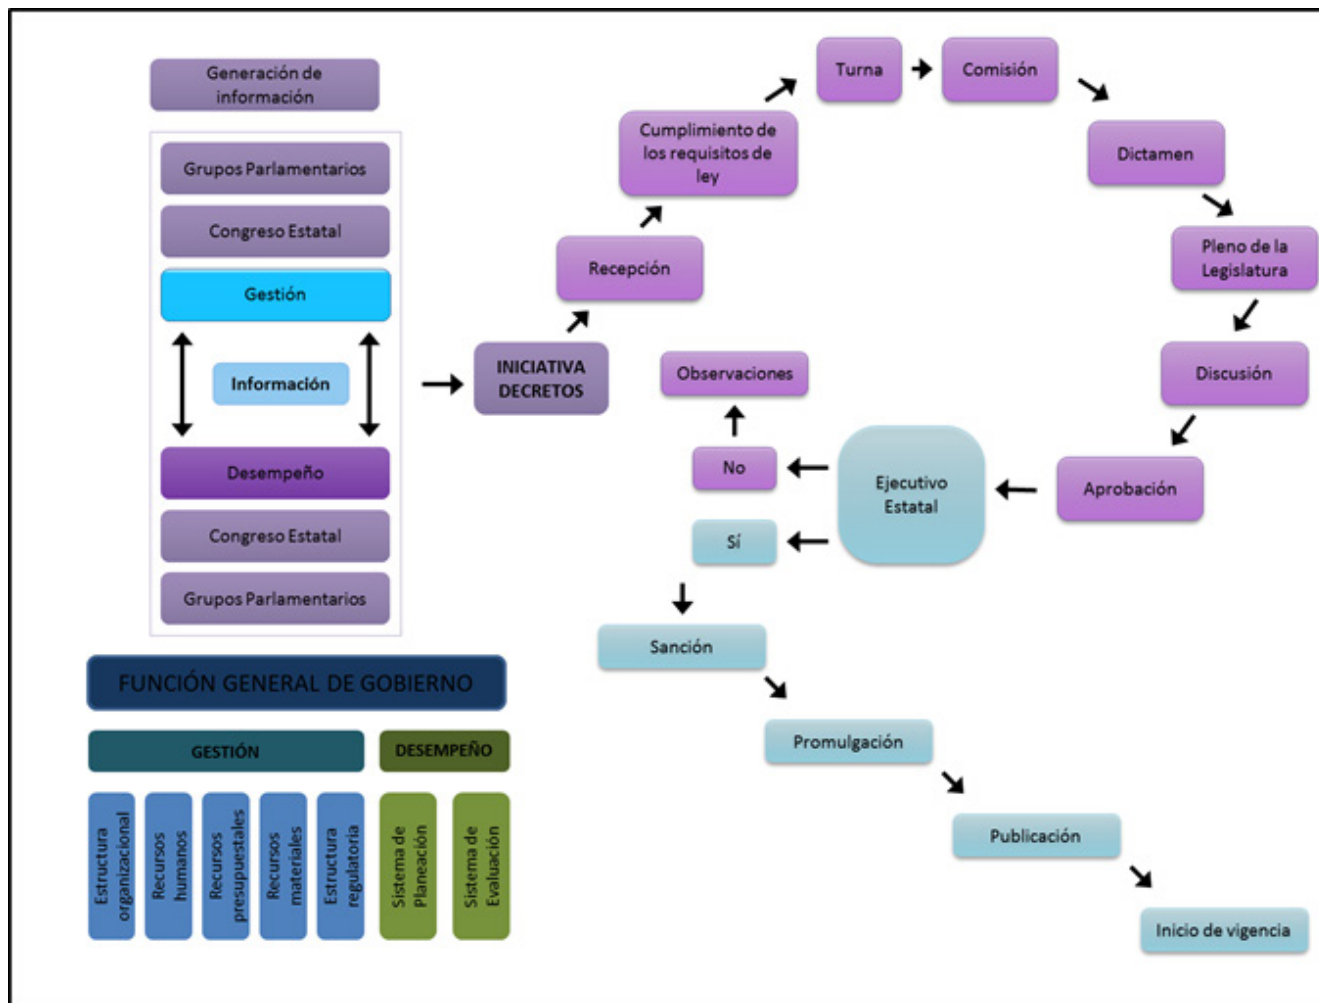 Generación de
información
Grupos Parlamentarios
Congreso Estatal
Gestión
Información
Desempeño
Congreso Estatal
Grupos Parlamentarios
INICIATIVA
DECRETOS
Recepción
Cumplimiento de
los requisitos de
ley
Turna
Comisión
Dictamen
Pleno de la
Legislatura
Discusión
Aprobación
Ejecutivo
Estatal
No
Observaciones
Sí
Sanción
Promulgación
Publicación
Inicio de vigencia
FUNCIÓN GENERAL DE GOBIERNO
GESTIÓN
DESEMPEÑO
Estructura
organizacional
Recursos
humanos
Recursos
presupuestales
Recursos
materiales
Estructura
regulatoria
Sistema de
Planeación
Sistema de
Evaluación